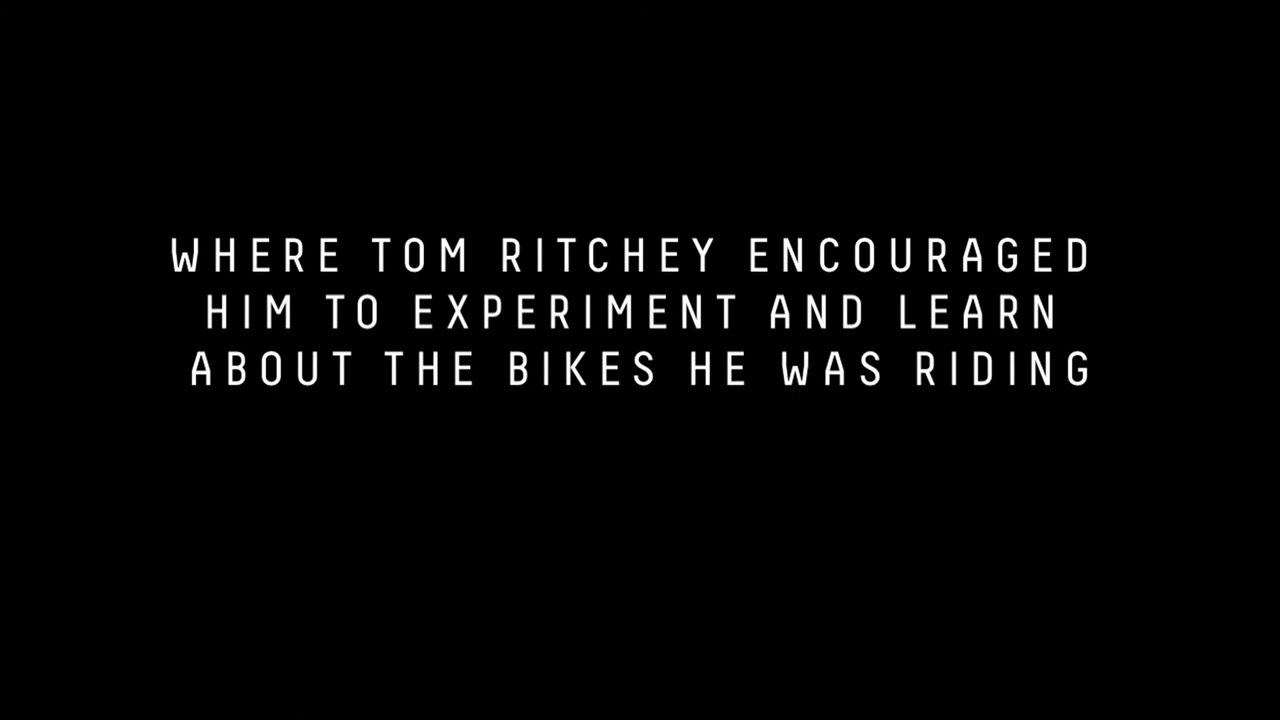 WHERE TOM RITCHEY ENCOURAGED
HIM TO EXPERIMENT AND LEARN
ABOUT THE BIKES HE WAS RIDING